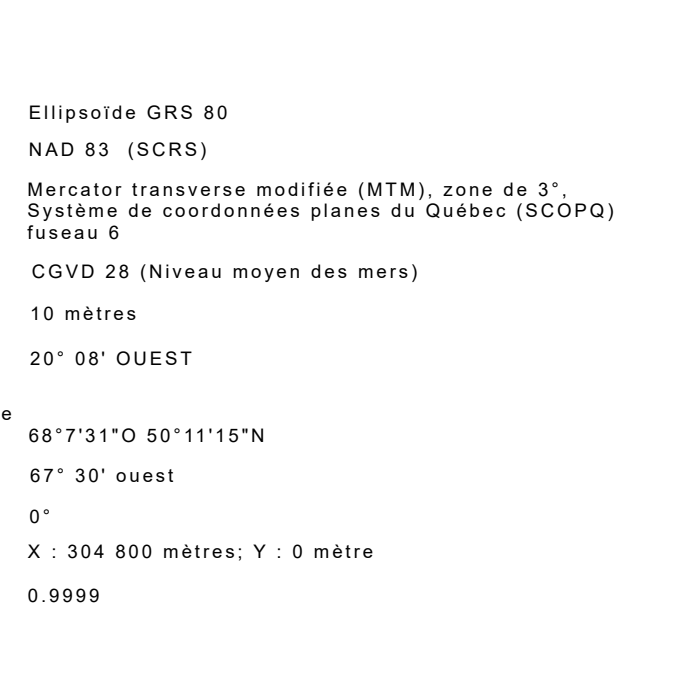 Ellipsoïde GRS 80
NAD 83 (SCRS)
Mercator transverse modifiée (MTM), zone de 3°,
Système de coordonnées planes du Québec (SCOPQ)
fuseau 6
CGVD 28 (Niveau moyen des mers)
10 mètres
20° 08' OUEST
e
68°7'31"O 50°11'15"N
67° 30' ouest
0°
X : 304 800 mètres; Y : 0 mètre
0.9999